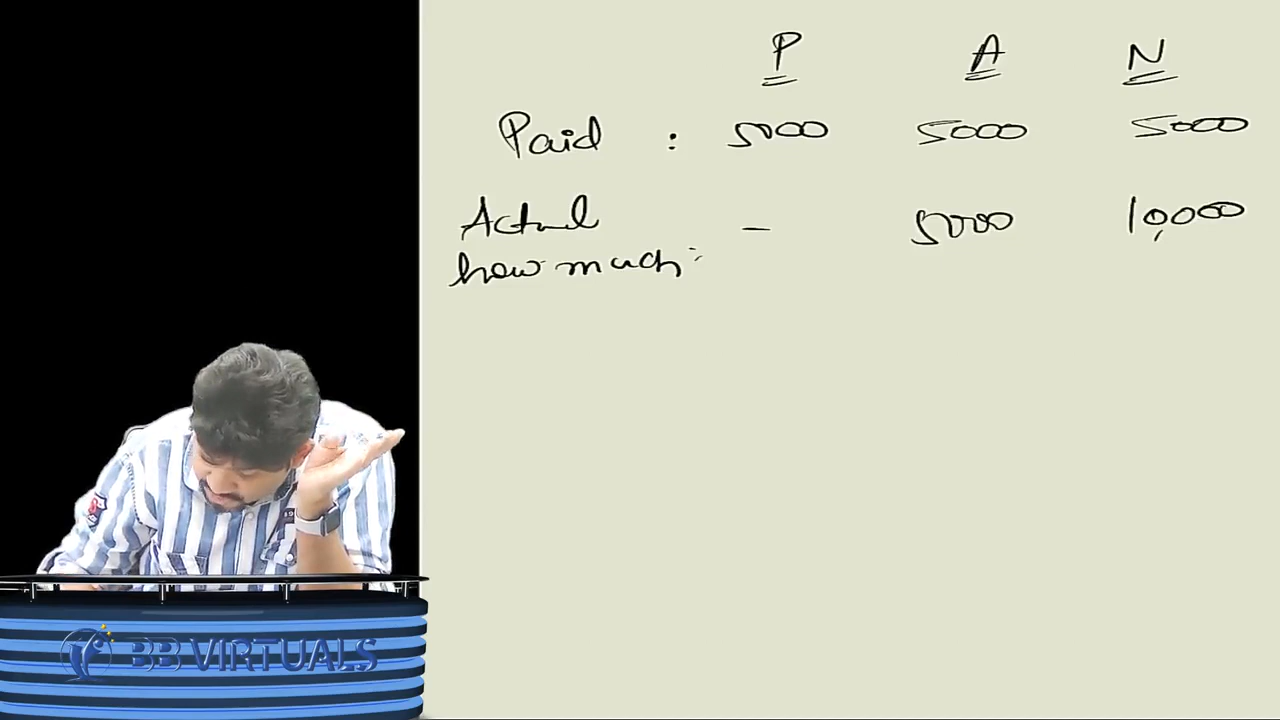 P A N
Paid : 5000 5000 5000
Actual - 5000 10,000
how much :
BB VIRTUALS